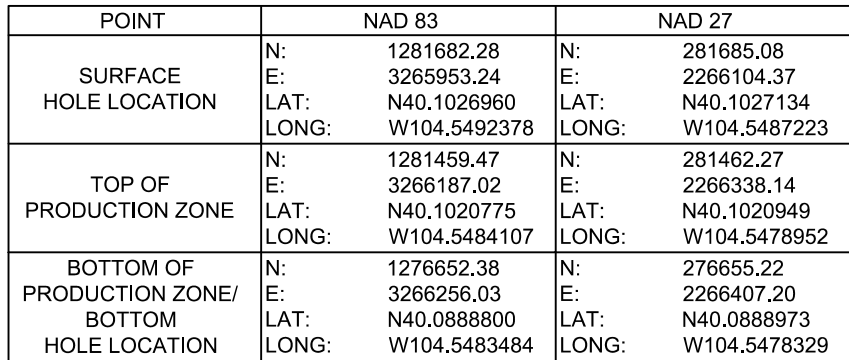 POINT NAD 83 NAD 27
SURFACE
HOLE LOCATION
N: 1281682.28 N: 281685.08
E: 3265953.24 E: 2266104.37
LAT: N40.1026960 LAT: N40.1027134
LONG: W104.5492378 LONG: W104.5487223
TOP OF
PRODUCTION ZONE
N: 1281459.47 N: 281462.27
E: 3266187.02 E: 2266338.14
LAT: N40.1020775 LAT: N40.1020949
LONG: W104.5484107 LONG: W104.5478952
BOTTOM OF
PRODUCTION ZONE/
BOTTOM
HOLE LOCATION
N: 1276652.38 N: 276655.22
E: 3266256.03 E: 2266407.20
LAT: N40.0888800 LAT: N40.0888973
LONG: W104.5483484 LONG: W104.5478329